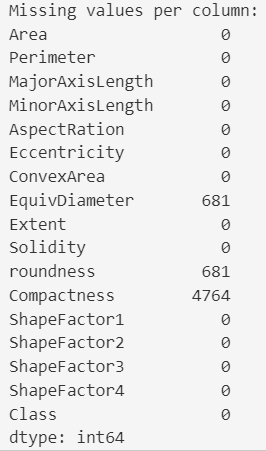 Missing values per column:
Area 0
Perimeter 0
MajorAxisLength 0
MinorAxisLength 0
AspectRation 0
Eccentricity 0
ConvexArea 0
EquivDiameter 681
Extent 0
Solidity 0
roundness 681
Compactness 4764
ShapeFactor1 0
ShapeFactor2 0
ShapeFactor3 0
ShapeFactor4 0
Class 0
dtype: int64